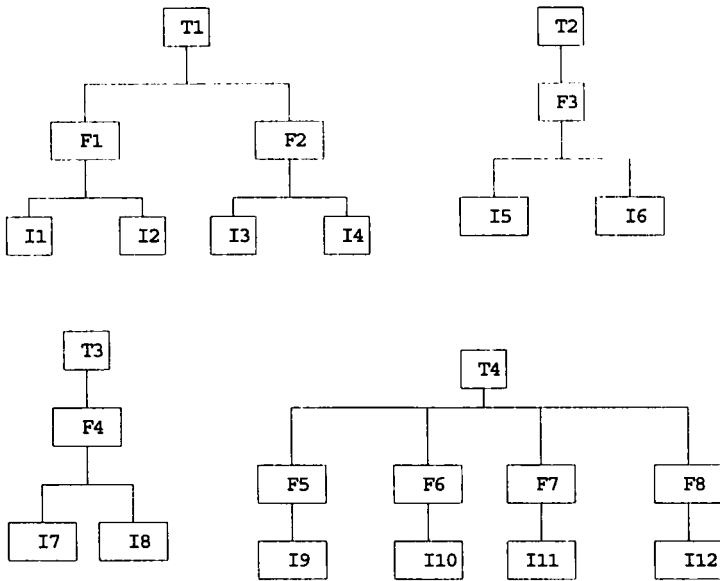 T1 T2
F3
F1 F2
I1 I2 I3 I4 I5 I6
T3
T4
F4
F5 F6 F7 F8
I7 I8 I9 I10 I11 I12